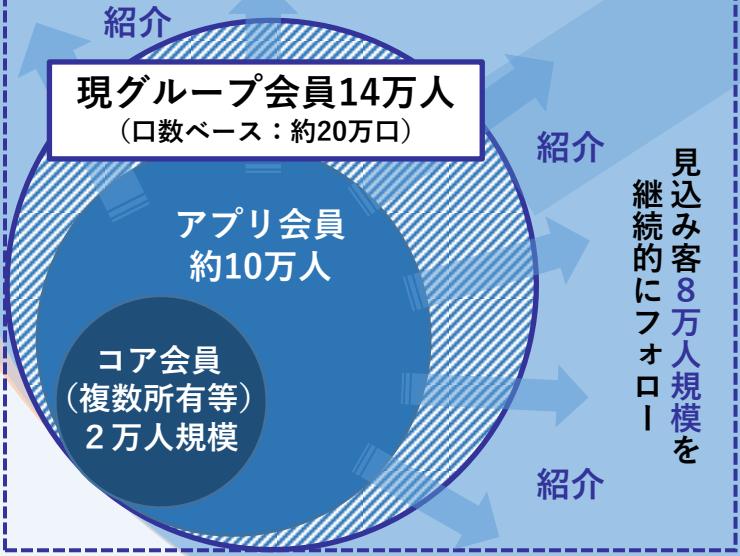 紹介
現グループ会員14万人
（口数ベース：約20万口）
紹介
アプリ会員
約10万人
コア会員
（複数所有等）
２万人規模
見込み客８万人規模を
継続的にフォロー
紹介